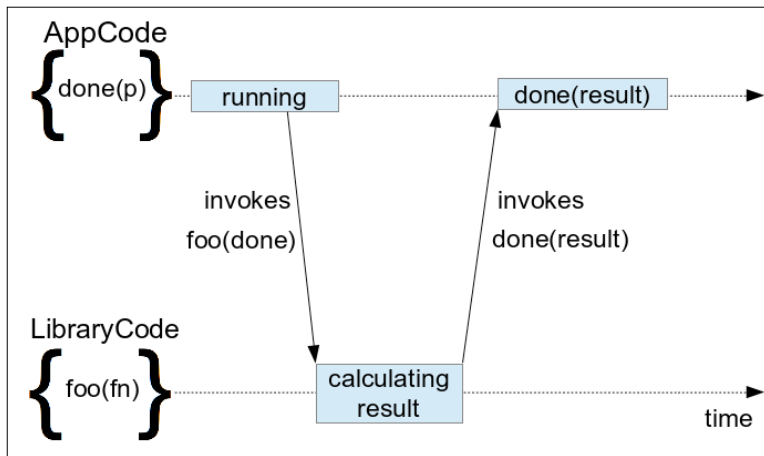 AppCode
{ done(p) }
running
done(result)
invokes
foo(done)
invokes
done(result)
LibraryCode
{ foo(fn) }
calculating
result
time